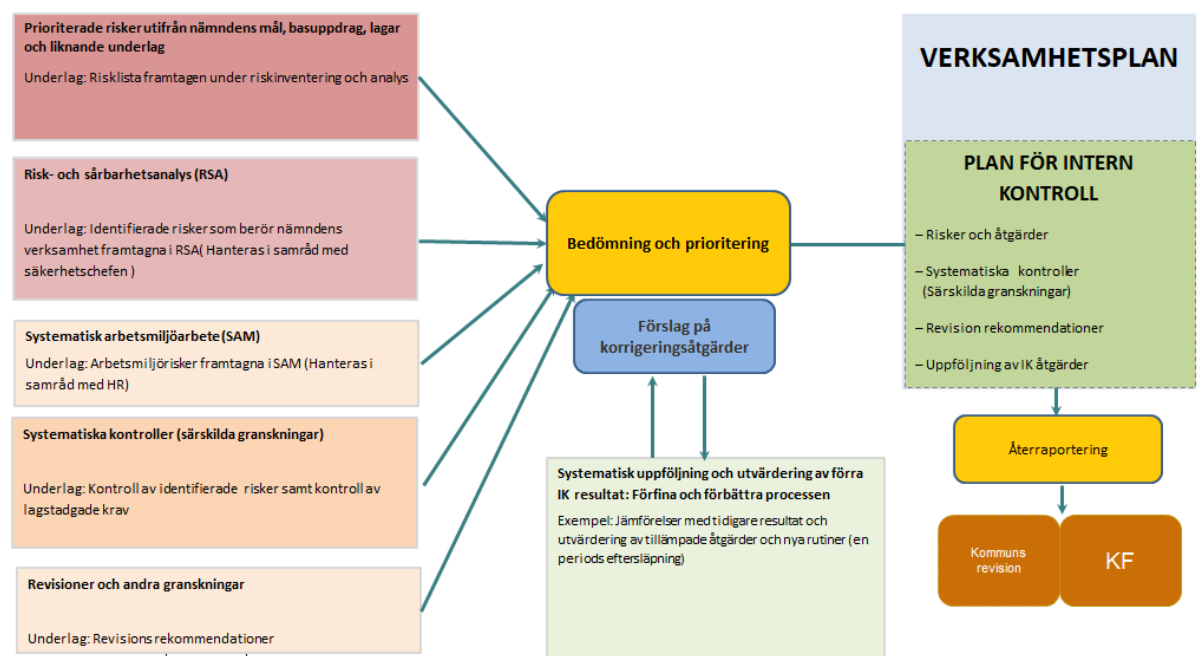 Prioriterade risker utifrån nämndens mål, basuppdrag, lagar
och liknande underlag
Underlag: Risklista framtagen under riskinventering och analys
Risk- och sårbarhetsanalys (RSA)
Underlag: Identifierade risker som berör nämndens
verksamhet framtagna i RSA( Hanteras i samråd med
säkerhetschefen )
Systematisk arbetsmiljöarbete (SAM)
Underlag: Arbetsmiljörisker framtagna i SAM (Hanteras i
samråd med HR)
Systematiska kontroller (särskilda granskningar)
Underlag: Kontroll av identifierade risker samt kontroll av
lagstadgade krav
Revisioner och andra granskningar
Underlag: Revisions rekommendationer
Bedömning och prioritering
Förslag på
korrigeringsåtgärder
Systematisk uppföljning och utvärdering av förra
IK resultat: Förfina och förbättra processen
Exempel: Jämförelser med tidigare resultat och
utvärdering av tillämpade åtgärder och nya rutiner (en
periods eftersläpning)
VERKSAMHETSPLAN
PLAN FÖR INTERN
KONTROLL
– Risker och åtgärder
– Systematiska kontroller
(Särskilda granskningar)
– Revision rekommendationer
– Uppföljning av IK åtgärder
Återraportering
Kommuns
revision
KF